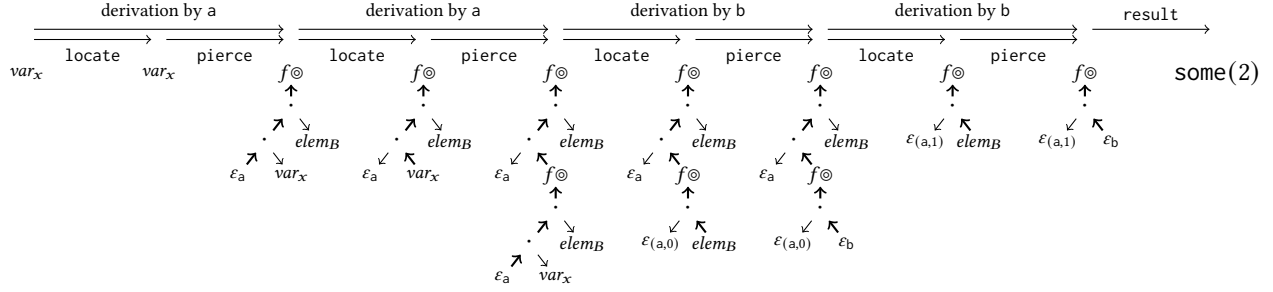 derivation by a derivation by a derivation by b derivation by b result
locate pierce locate pierce locate pierce locate pierce
var_x var_x f⊚ f⊚ f⊚ f⊚ f⊚ f⊚ f⊚ some(2)
· · · · · · ·
· elem_B · elem_B · elem_B · elem_B · elem_B ε_(a,1) elem_B ε_(a,1) ε_b
ε_a var_x ε_a var_x ε_a f⊚ ε_a f⊚ ε_a f⊚
· · ·
· elem_B ε_(a,0) elem_B ε_(a,0) ε_b
ε_a var_x